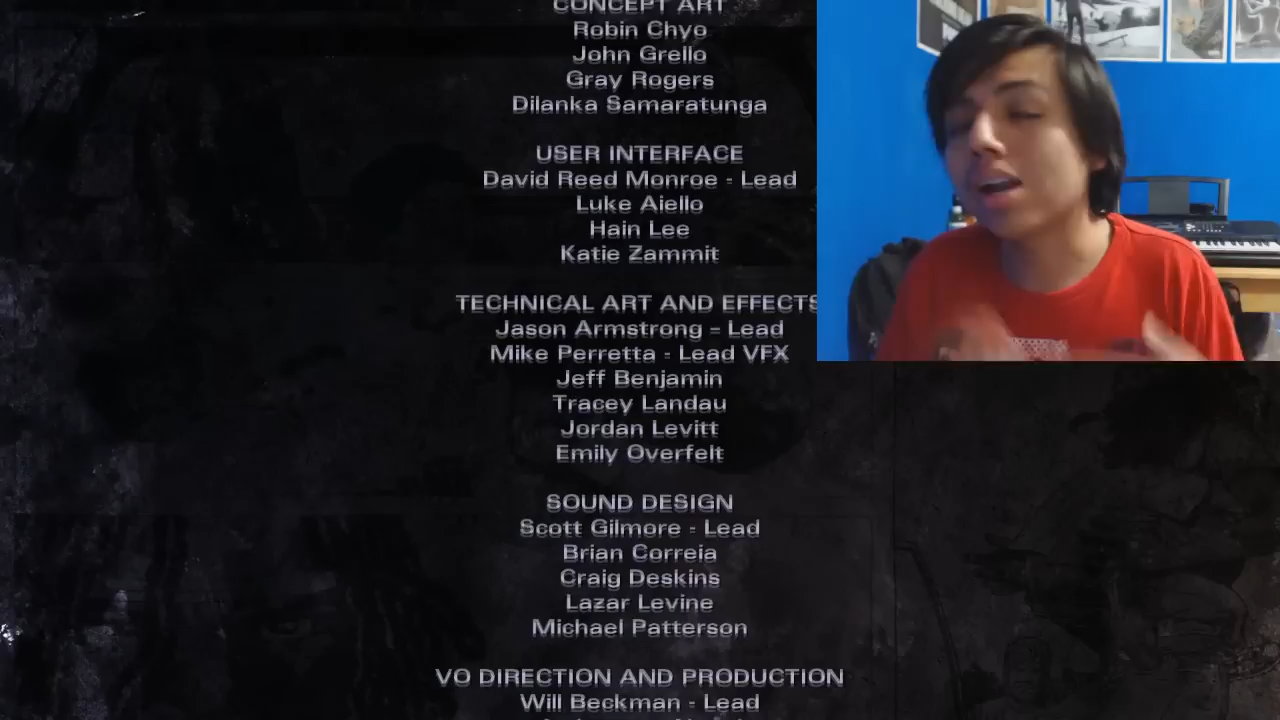 CONCEPT ART
Robin Chyo
John Grello
Gray Rogers
Dilanka Samaratunga
USER INTERFACE
David Reed Monroe - Lead
Luke Aiello
Hain Lee
Katie Zammit
TECHNICAL ART AND EFFECTS
Jason Armstrong - Lead
Mike Perretta - Lead VFX
Jeff Benjamin
Tracey Landau
Jordan Levitt
Emily Overfelt
SOUND DESIGN
Scott Gilmore - Lead
Brian Correia
Craig Deskins
Lazar Levine
Michael Patterson
VO DIRECTION AND PRODUCTION
Will Beckman - Lead